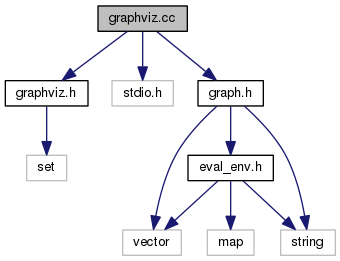 graphviz.cc
graphviz.h
stdio.h
graph.h
set
eval_env.h
vector
map
string